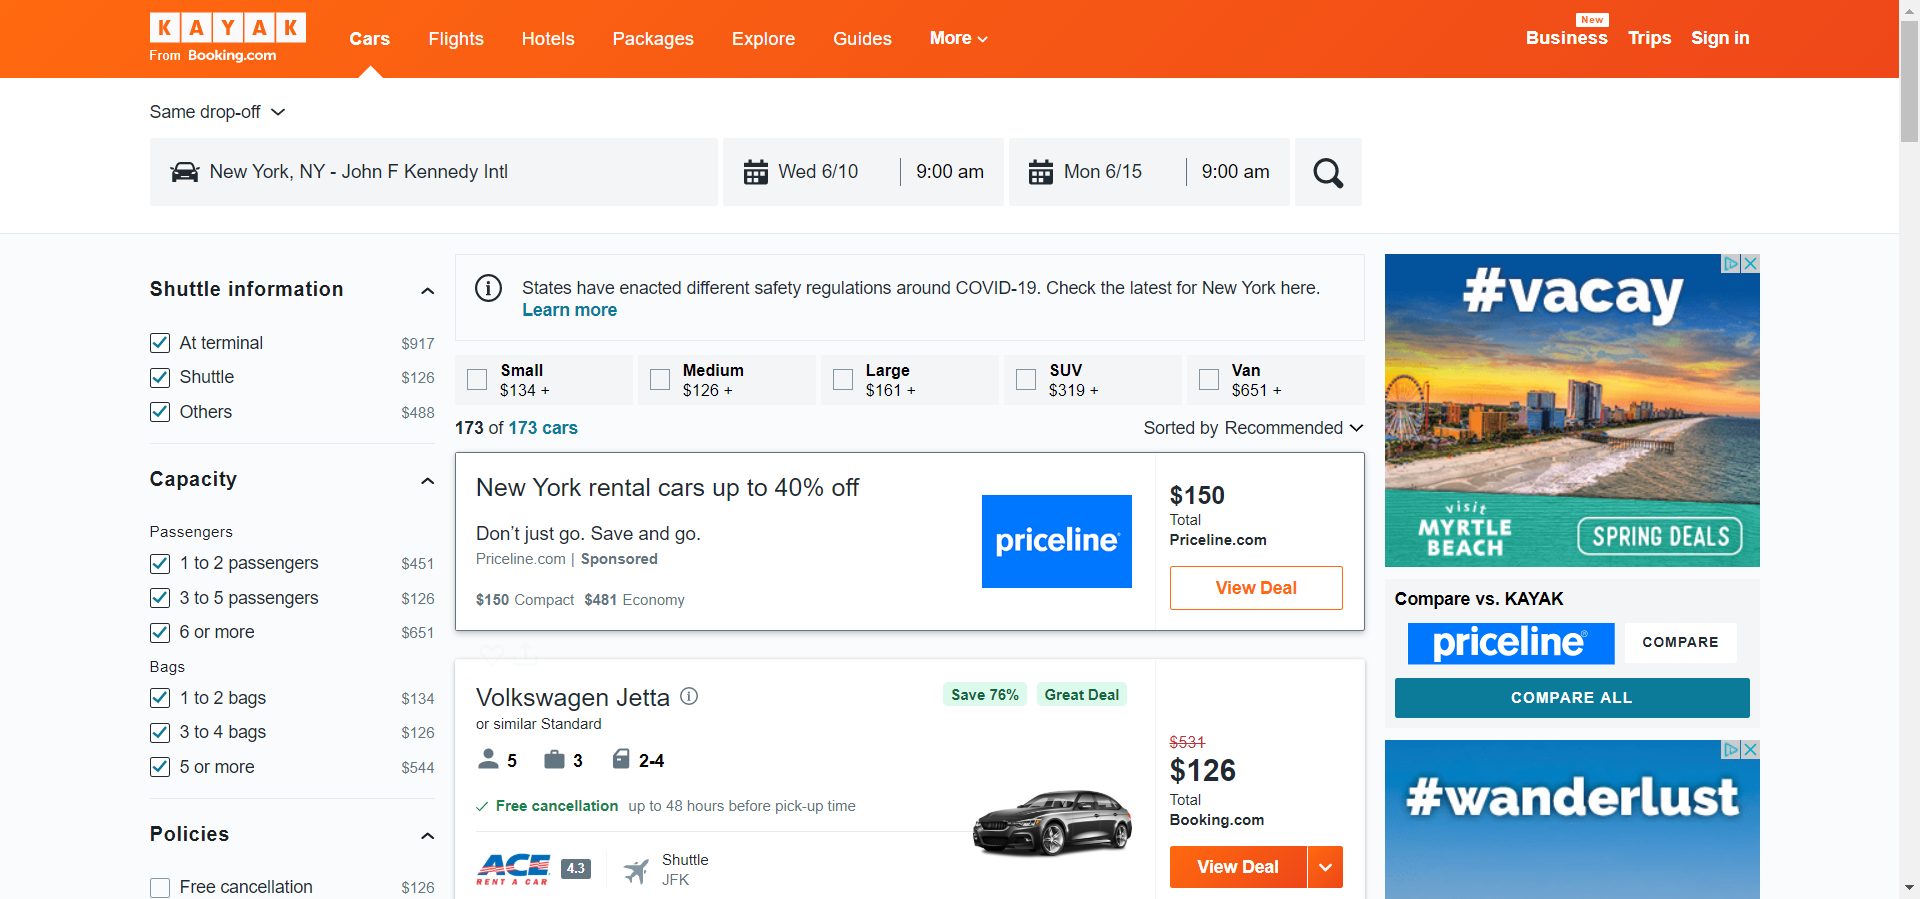 KAYAK
From Booking.com
Cars
Flights
Hotels
Packages
Explore
Guides
More
New
Business
Trips
Sign in
Same drop-off
New York, NY - John F Kennedy Intl
Wed 6/10
9:00 am
Mon 6/15
9:00 am
Shuttle information
At terminal $917
Shuttle $126
Others $488
Capacity
Passengers
1 to 2 passengers $451
3 to 5 passengers $126
6 or more $651
Bags
1 to 2 bags $134
3 to 4 bags $126
5 or more $544
Policies
Free cancellation $126
States have enacted different safety regulations around COVID-19. Check the latest for New York here.
Learn more
Small
$134 +
Medium
$126 +
Large
$161 +
SUV
$319 +
Van
$651 +
173 of 173 cars
Sorted by Recommended
New York rental cars up to 40% off
Don’t just go. Save and go.
Priceline.com | Sponsored
$150 Compact $481 Economy
priceline
$150
Total
Priceline.com
View Deal
Volkswagen Jetta
or similar Standard
Save 76%
Great Deal
5
3
2-4
Free cancellation up to 48 hours before pick-up time
ACE
RENT A CAR
4.3
Shuttle
JFK
$531
$126
Total
Booking.com
View Deal
#vacay
visit
MYRTLE
BEACH
SPRING DEALS
Compare vs. KAYAK
priceline®
COMPARE
COMPARE ALL
#wanderlust